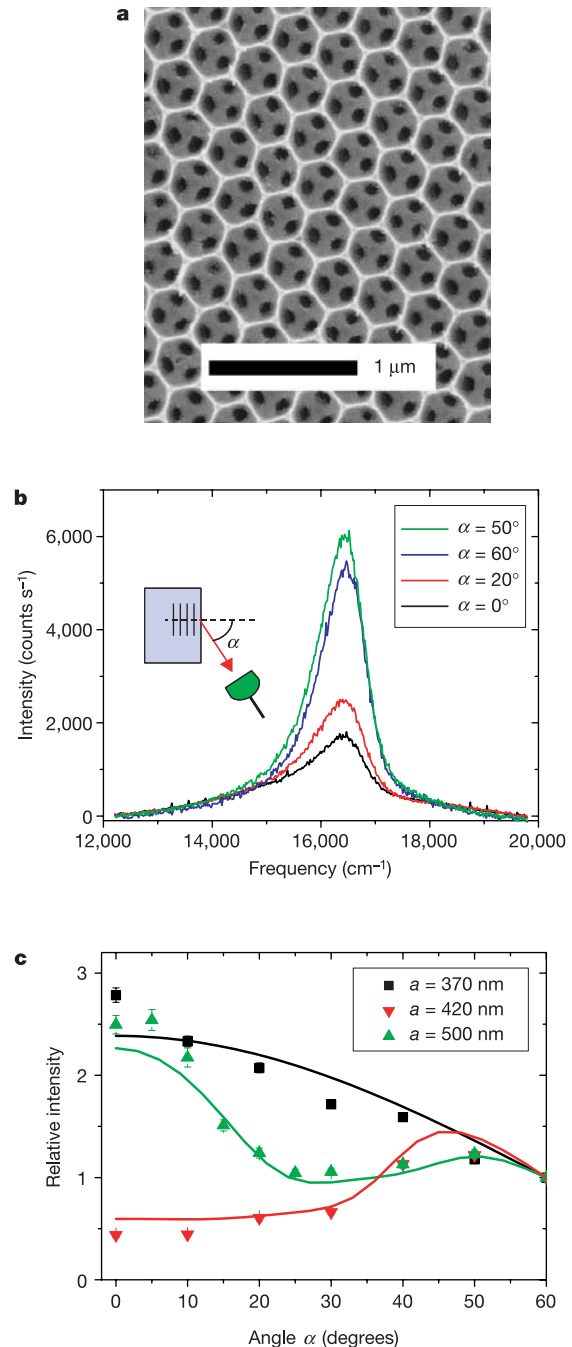 a
1 μm
b
6,000
4,000
2,000
0
Intensity (counts s⁻¹)
α = 50°
α = 60°
α = 20°
α = 0°
α
12,000 14,000 16,000 18,000 20,000
Frequency (cm⁻¹)
c
3
2
1
0
Relative intensity
a = 370 nm
a = 420 nm
a = 500 nm
0 10 20 30 40 50 60
Angle α (degrees)